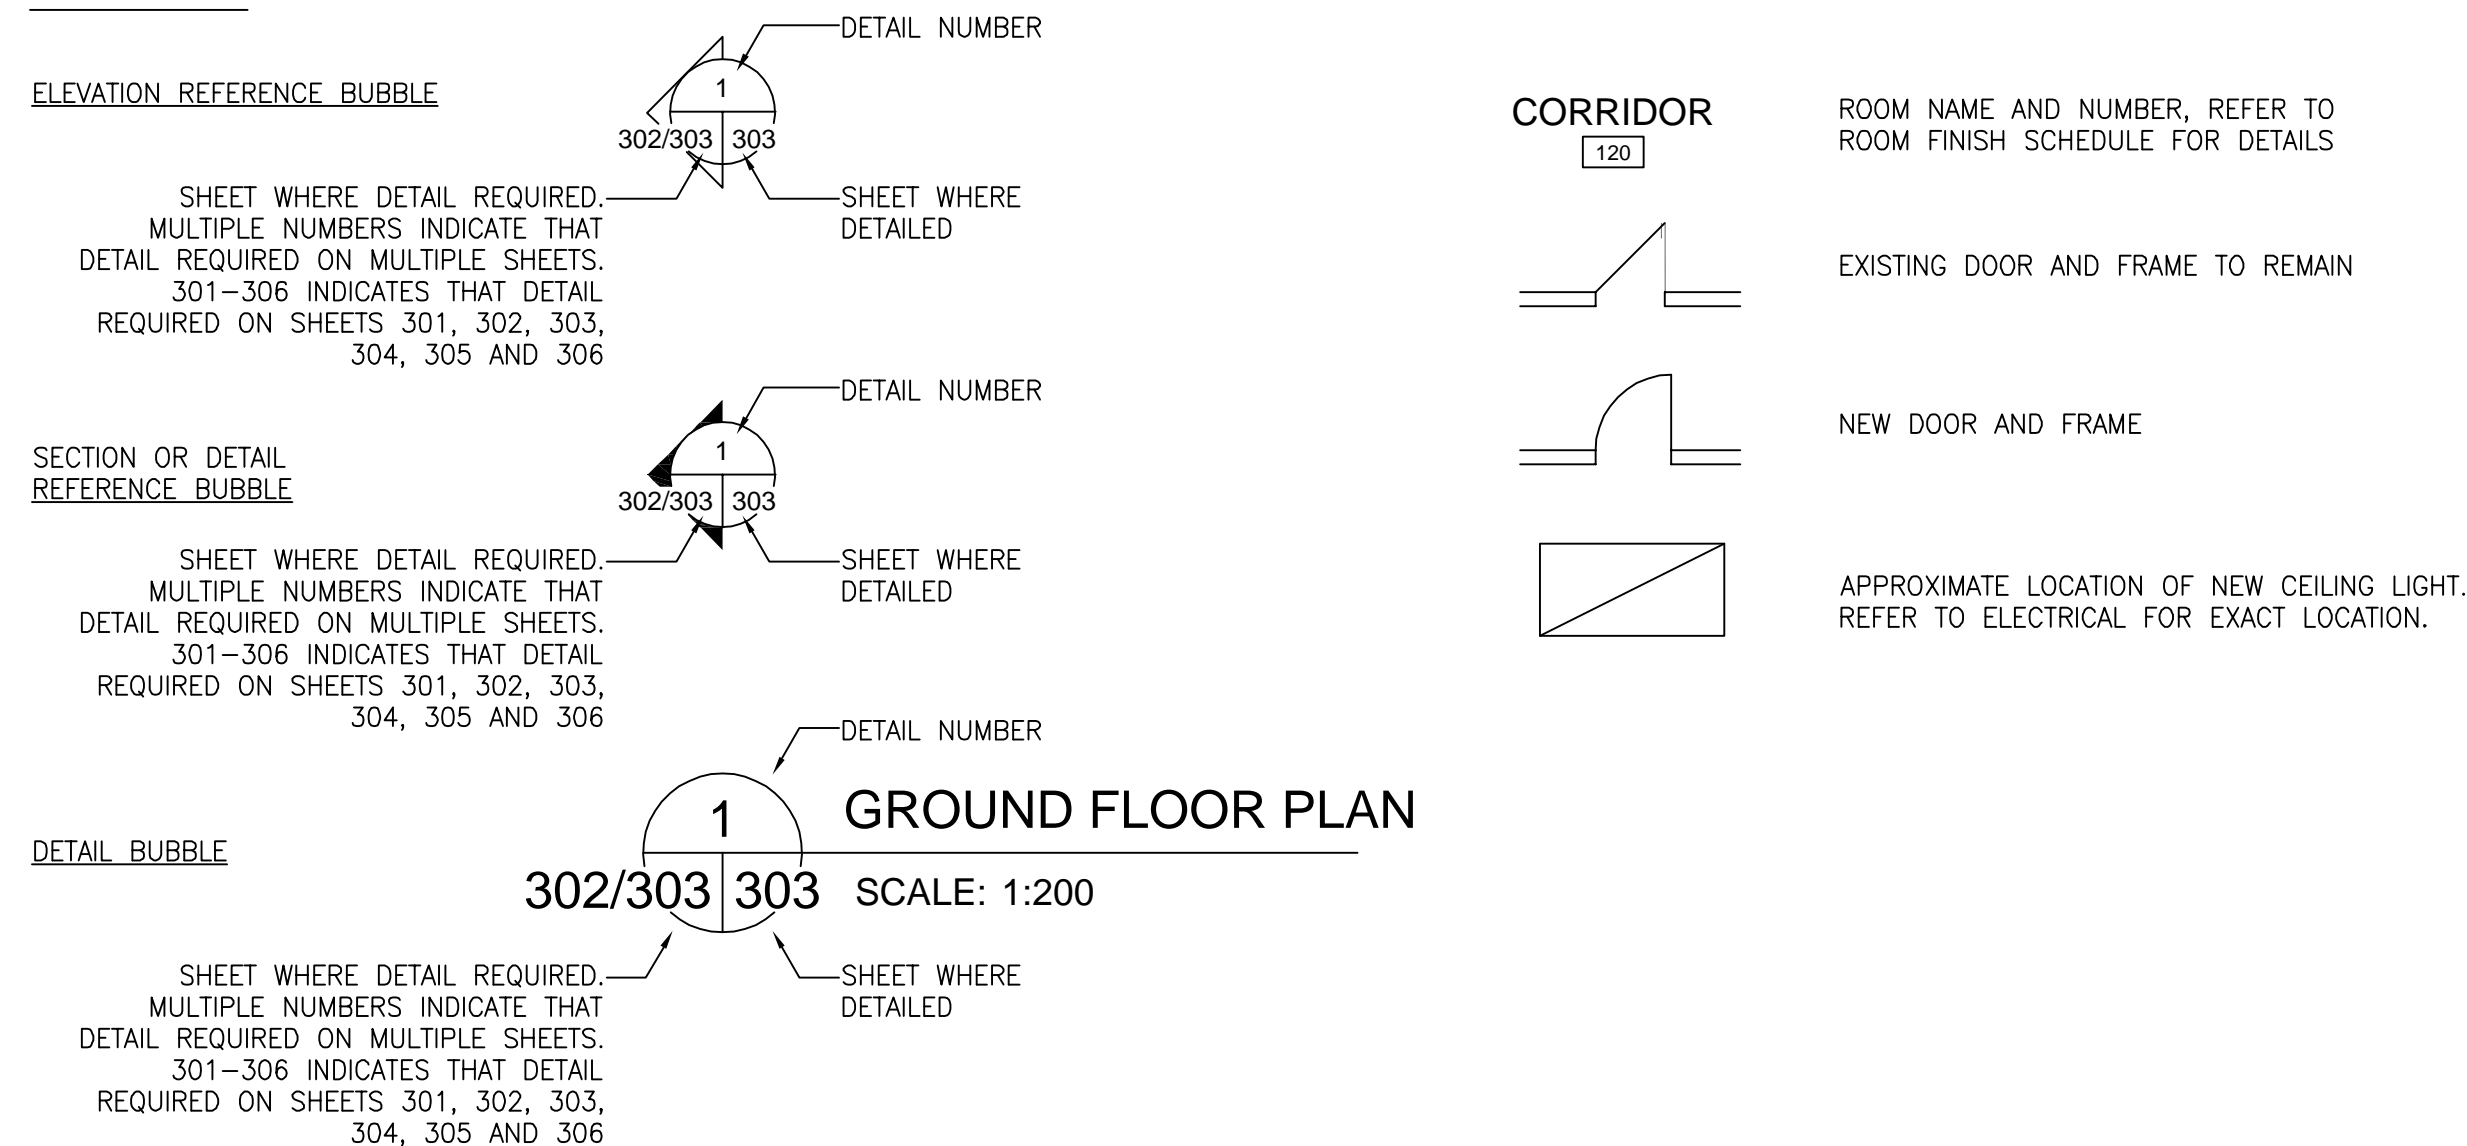 ELEVATION REFERENCE BUBBLE
DETAIL NUMBER
1
302/303 303
SHEET WHERE DETAIL REQUIRED.
MULTIPLE NUMBERS INDICATE THAT
DETAIL REQUIRED ON MULTIPLE SHEETS.
301-306 INDICATES THAT DETAIL
REQUIRED ON SHEETS 301, 302, 303,
304, 305 AND 306
SHEET WHERE
DETAILED
SECTION OR DETAIL
REFERENCE BUBBLE
DETAIL NUMBER
1
302/303 303
SHEET WHERE DETAIL REQUIRED.
MULTIPLE NUMBERS INDICATE THAT
DETAIL REQUIRED ON MULTIPLE SHEETS.
301-306 INDICATES THAT DETAIL
REQUIRED ON SHEETS 301, 302, 303,
304, 305 AND 306
SHEET WHERE
DETAILED
DETAIL BUBBLE
DETAIL NUMBER
1
302/303 303
GROUND FLOOR PLAN
SCALE: 1:200
SHEET WHERE DETAIL REQUIRED.
MULTIPLE NUMBERS INDICATE THAT
DETAIL REQUIRED ON MULTIPLE SHEETS.
301-306 INDICATES THAT DETAIL
REQUIRED ON SHEETS 301, 302, 303,
304, 305 AND 306
SHEET WHERE
DETAILED
CORRIDOR
120
ROOM NAME AND NUMBER, REFER TO
ROOM FINISH SCHEDULE FOR DETAILS
EXISTING DOOR AND FRAME TO REMAIN
NEW DOOR AND FRAME
APPROXIMATE LOCATION OF NEW CEILING LIGHT.
REFER TO ELECTRICAL FOR EXACT LOCATION.